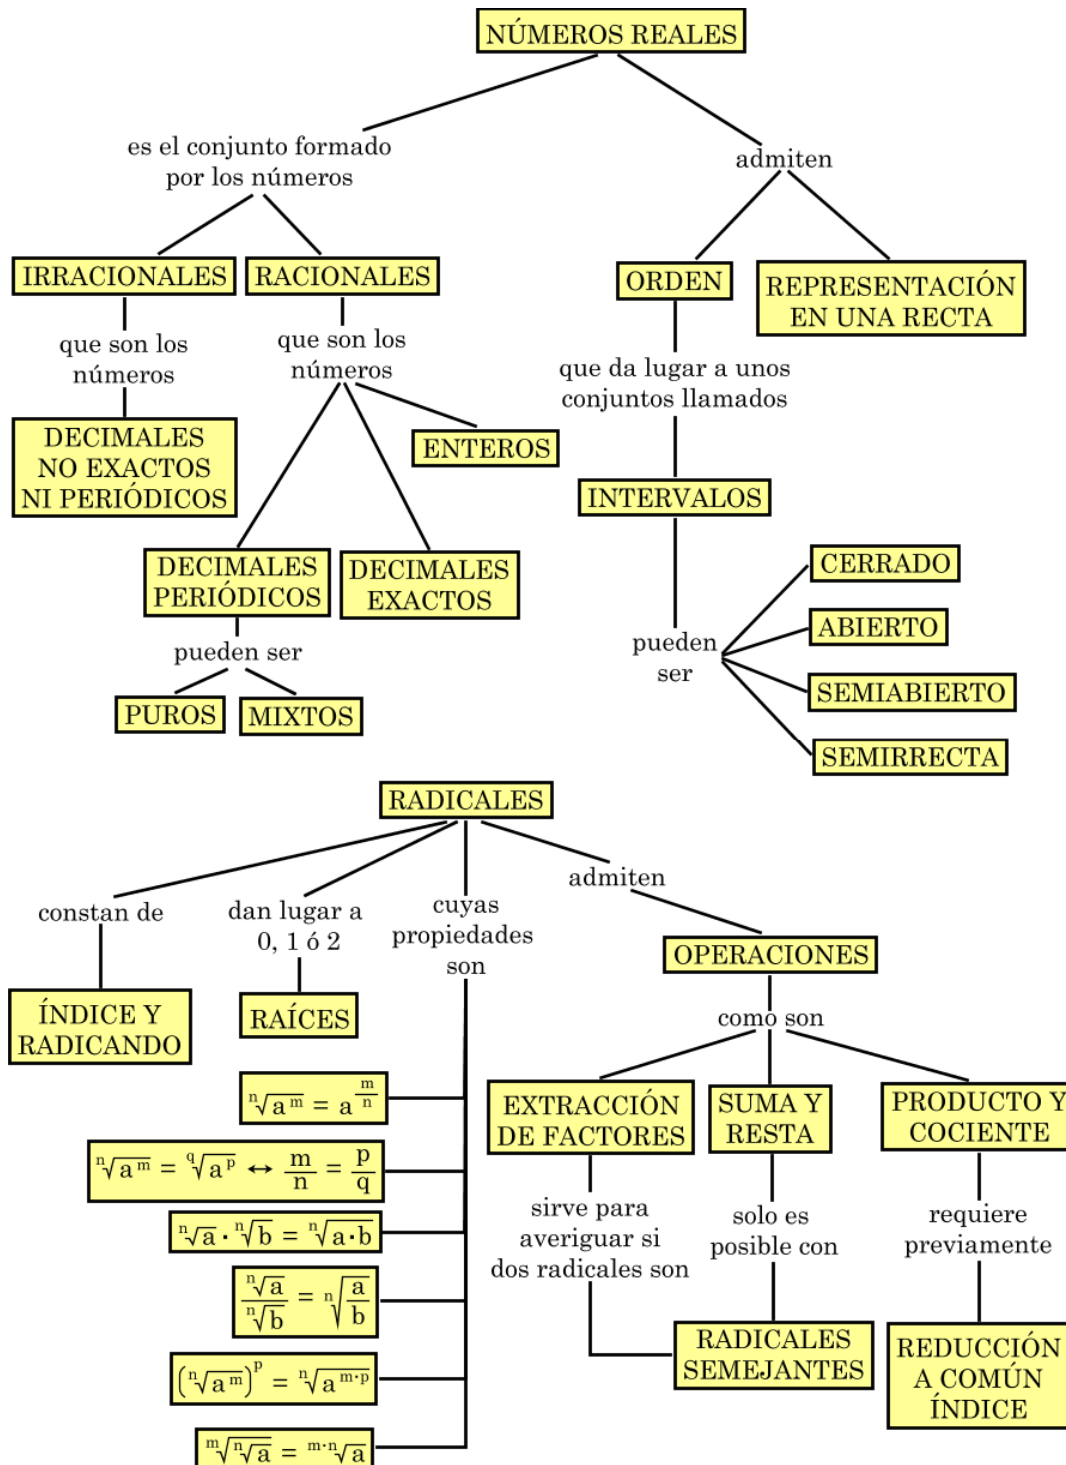 NÚMEROS REALES
es el conjunto formado
por los números
admiten
IRRACIONALES
RACIONALES
ORDEN
REPRESENTACIÓN
EN UNA RECTA
que son los
números
que son los
números
que da lugar a unos
conjuntos llamados
DECIMALES
NO EXACTOS
NI PERIÓDICOS
ENTEROS
INTERVALOS
DECIMALES
PERIÓDICOS
DECIMALES
EXACTOS
pueden ser
PUROS
MIXTOS
pueden
ser
CERRADO
ABIERTO
SEMIABIERTO
SEMIRRECTA
RADICALES
constan de
dan lugar a
0, 1 ó 2
cuyas
propiedades
son
admiten
ÍNDICE Y
RADICANDO
RAÍCES
OPERACIONES
como son
ⁿ√(a^m) = a^(m/n)
ⁿ√(a^m) = ^q√(a^p) ↔ m/n = p/q
ⁿ√a · ⁿ√b = ⁿ√(a·b)
ⁿ√a / ⁿ√b = ⁿ√(a/b)
(ⁿ√(a^m))^p = ⁿ√(a^(m·p))
^m√(ⁿ√a) = ^(m·n)√a
EXTRACCIÓN
DE FACTORES
SUMA Y
RESTA
PRODUCTO Y
COCIENTE
sirve para
averiguar si
dos radicales son
solo es
posible con
requiere
previamente
RADICALES
SEMEJANTES
REDUCCIÓN
A COMÚN
ÍNDICE